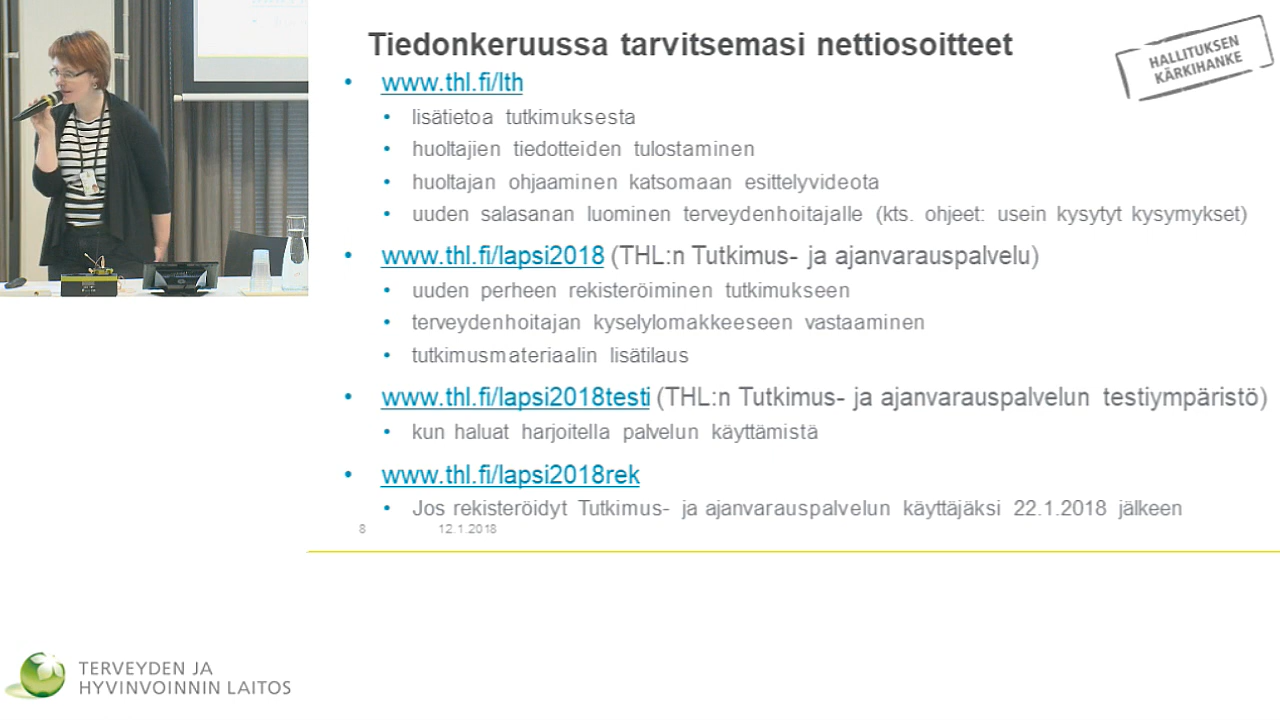 Tiedonkeruussa tarvitsemasi nettiosoitteet
HALLITUKSEN
KÄRKIHANKE
• www.thl.fi/lth
• lisätietoa tutkimuksesta
• huoltajien tiedotteiden tulostaminen
• huoltajan ohjaaminen katsomaan esittelyvideota
• uuden salasanan luominen terveydenhoitajalle (kts. ohjeet: usein kysytyt kysymykset)
• www.thl.fi/lapsi2018 (THL:n Tutkimus- ja ajanvarauspalvelu)
• uuden perheen rekisteröiminen tutkimukseen
• terveydenhoitajan kyselylomakkeeseen vastaaminen
• tutkimusmateriaalin lisätilaus
• www.thl.fi/lapsi2018testi (THL:n Tutkimus- ja ajanvarauspalvelun testiympäristö)
• kun haluat harjoitella palvelun käyttämistä
• www.thl.fi/lapsi2018rek
• Jos rekisteröidyt Tutkimus- ja ajanvarauspalvelun käyttäjäksi 22.1.2018 jälkeen
8 12.1.2018
TERVEYDEN JA
HYVINVOINNIN LAITOS